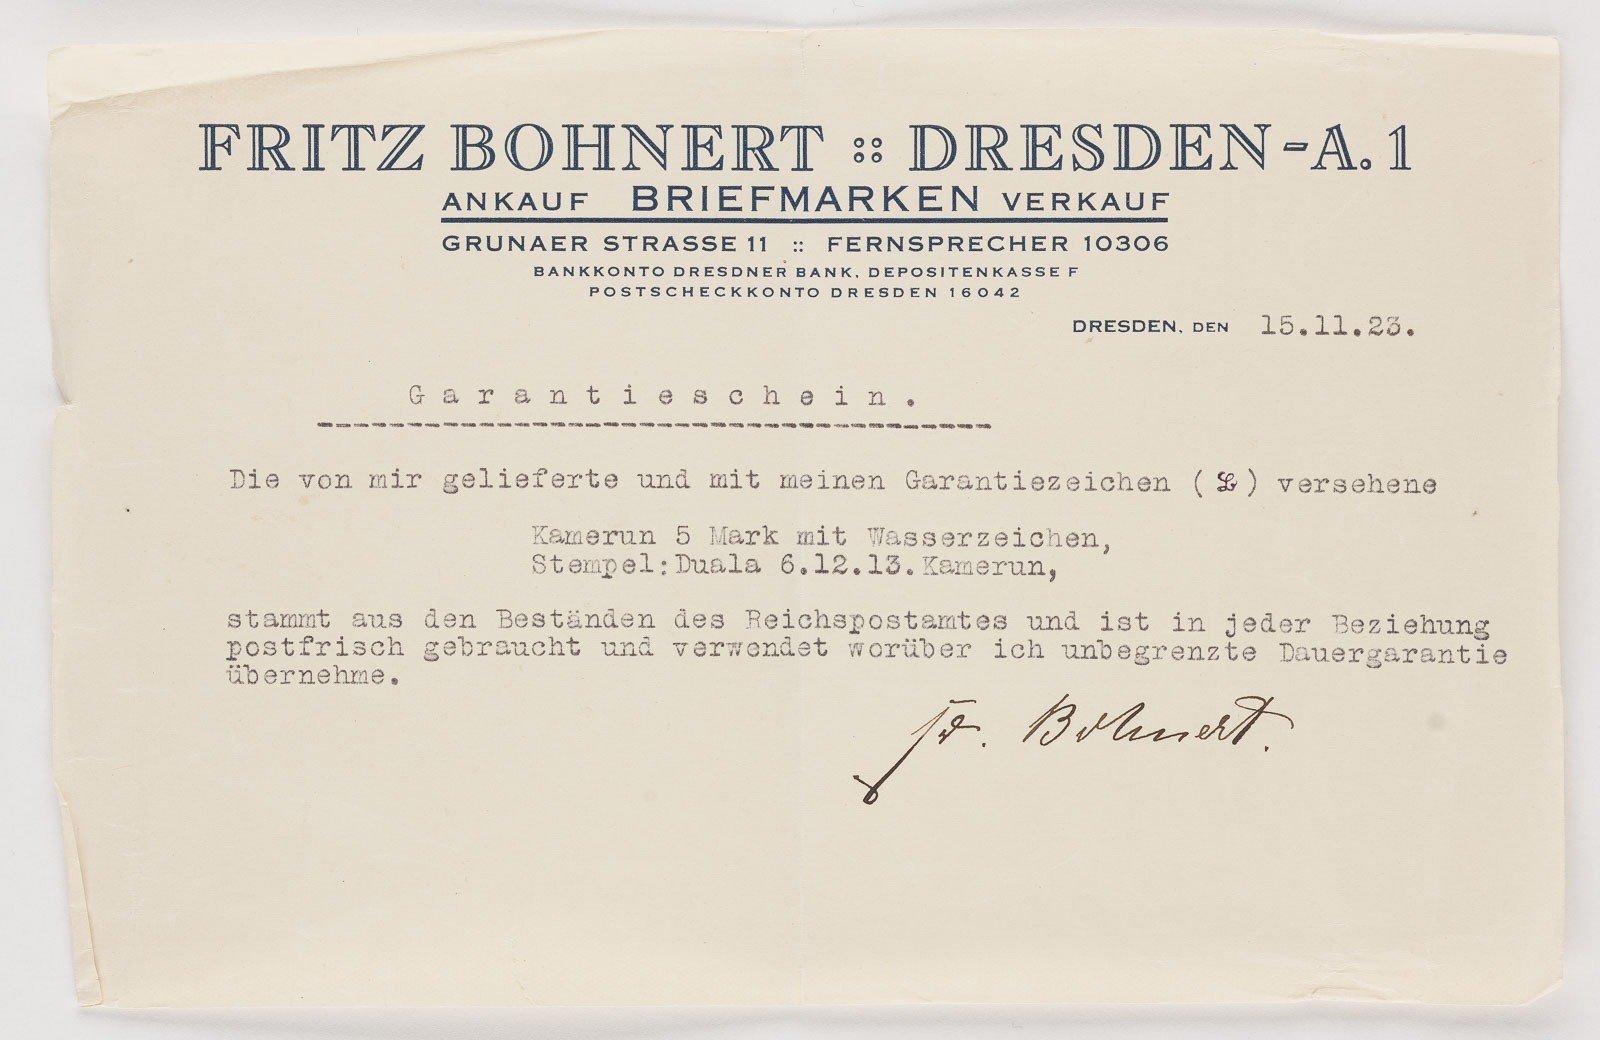 FRITZ BOHNERT :: DRESDEN-A. 1
ANKAUF BRIEFMARKEN VERKAUF
GRUNAER STRASSE 11 :: FERNSPRECHER 10306
BANKKONTO DRESDNER BANK, DEPOSITENKASSE F
POSTSCHECKKONTO DRESDEN 16042
DRESDEN, DEN 15.11.23.
Garantieschein.
Die von mir gelieferte und mit meinen Garantiezeichen ( ) versehene
Kamerun 5 Mark mit Wasserzeichen,
Stempel:Duala 6.12.13.Kamerun,
stammt aus den Beständen des Reichspostamtes und ist in jeder Beziehung
postfrisch gebraucht und verwendet worüber ich unbegrenzte Dauergarantie
übernehme.
Fr. Bohnert.